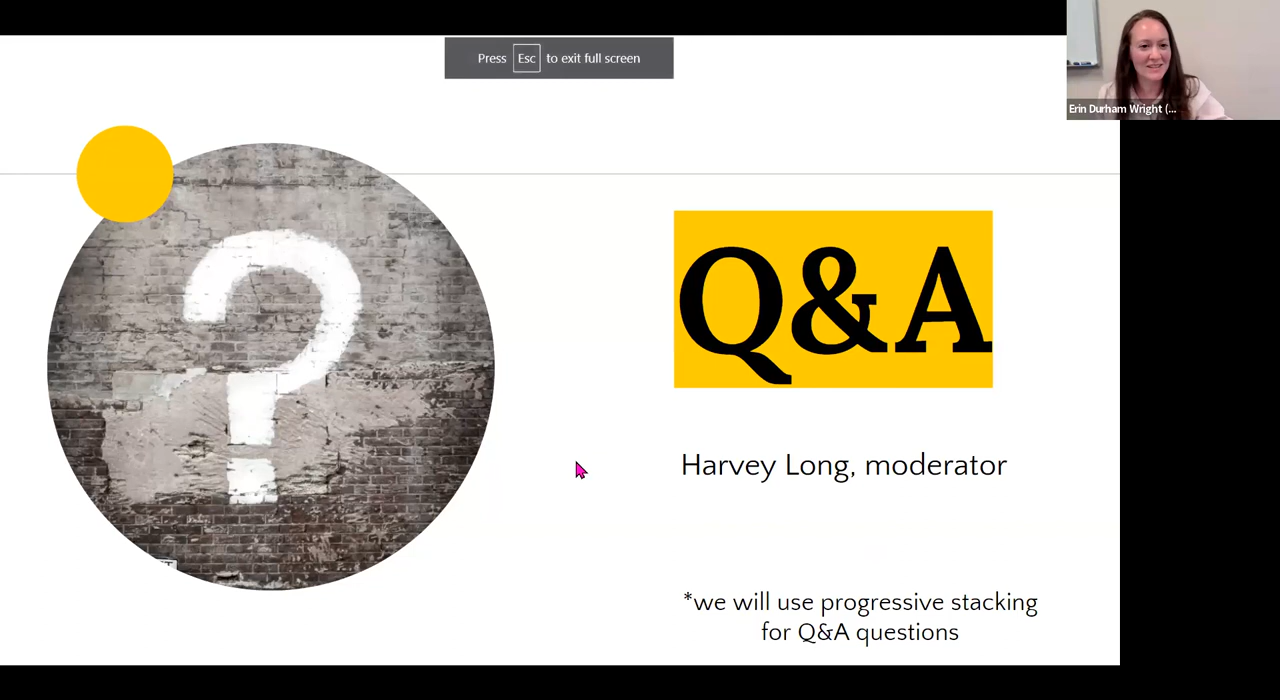 Press Esc to exit full screen
Erin Durham Wright (...
Q&A
Harvey Long, moderator
*we will use progressive stacking
for Q&A questions